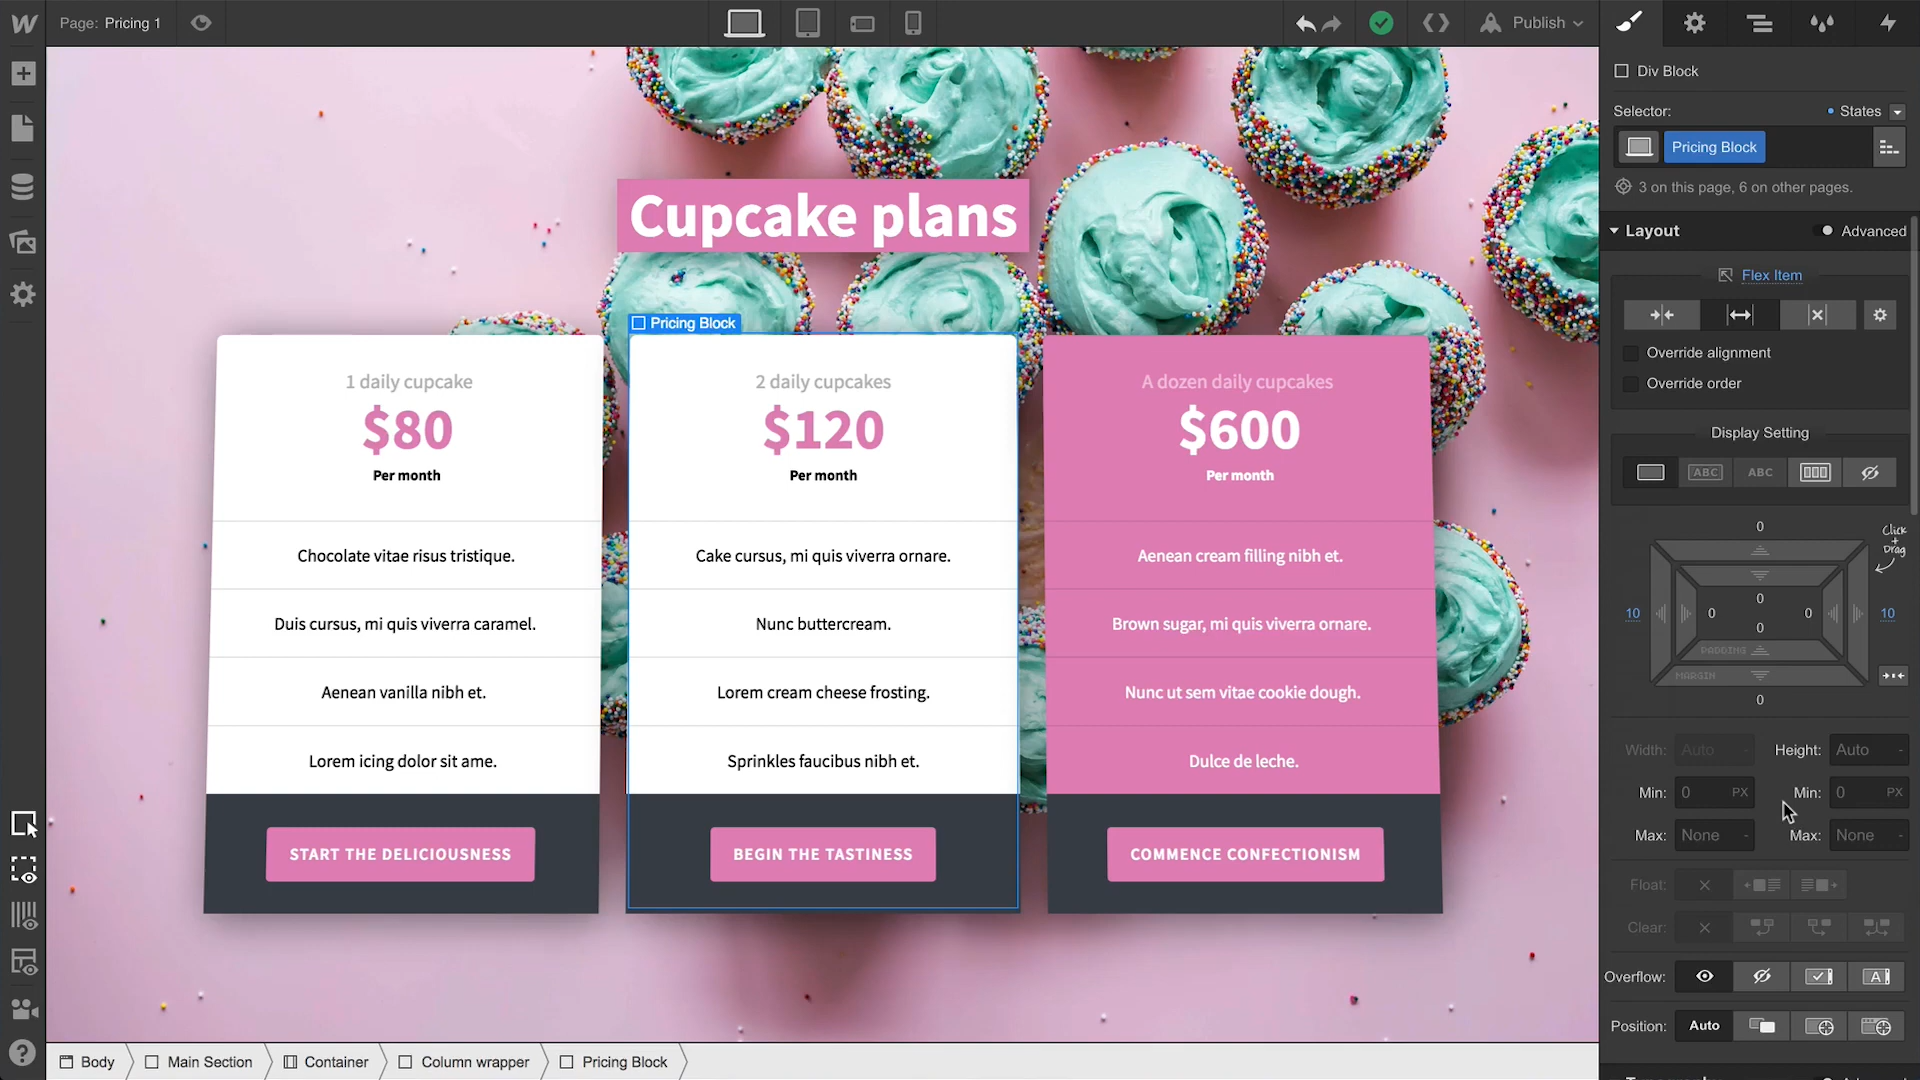 Page: Pricing 1
Publish
Div Block
Selector:
States
Pricing Block
3 on this page, 6 on other pages.
Layout
Advanced
Flex Item
Override alignment
Override order
Display Setting
ABC
ABC
0
Click
+
Drag
10
0
0
0
0
10
PADDING
MARGIN
0
Width: Auto -
Height: Auto -
Min: 0 PX
Min: 0 PX
Max: None -
Max: None -
Float:
Clear:
Overflow:
A
Position: Auto
Cupcake plans
Pricing Block
1 daily cupcake
$80
Per month
Chocolate vitae risus tristique.
Duis cursus, mi quis viverra caramel.
Aenean vanilla nibh et.
Lorem icing dolor sit ame.
START THE DELICIOUSNESS
2 daily cupcakes
$120
Per month
Cake cursus, mi quis viverra ornare.
Nunc buttercream.
Lorem cream cheese frosting.
Sprinkles faucibus nibh et.
BEGIN THE TASTINESS
A dozen daily cupcakes
$600
Per month
Aenean cream filling nibh et.
Brown sugar, mi quis viverra ornare.
Nunc ut sem vitae cookie dough.
Dulce de leche.
COMMENCE CONFECTIONISM
Body
Main Section
Container
Column wrapper
Pricing Block